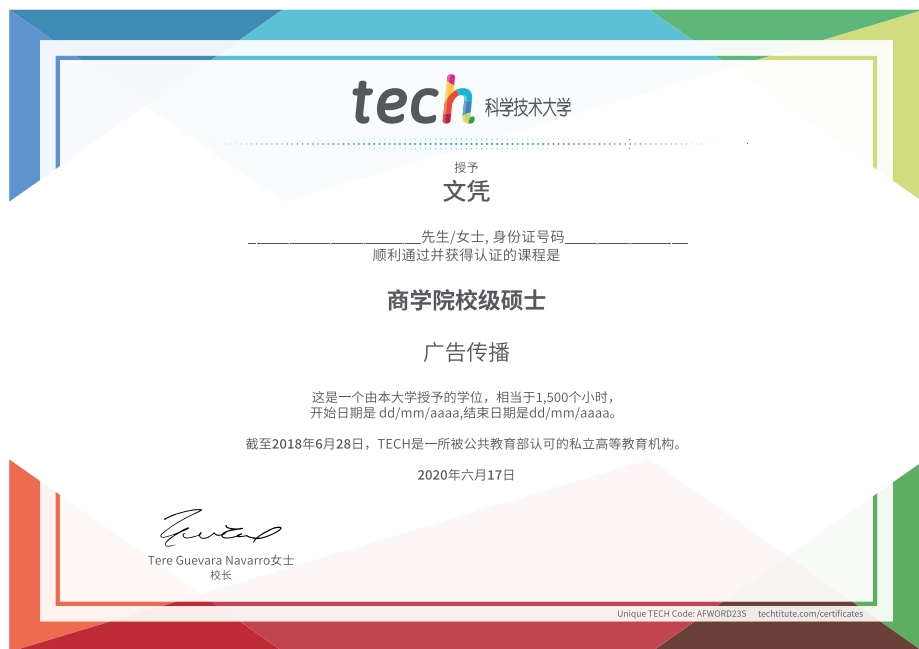 tech 科学技术大学
授予
文凭
______________________先生/女士, 身份证号码________________
顺利通过并获得认证的课程是
商学院校级硕士
广告传播
这是一个由本大学授予的学位，相当于1,500个小时，
开始日期是 dd/mm/aaaa,结束日期是dd/mm/aaaa。
截至2018年6月28日，TECH是一所被公共教育部认可的私立高等教育机构。
2020年六月17日
Tere Guevara Navarro女士
校长
Unique TECH Code: AFWORD23S techtitute.com/certificates